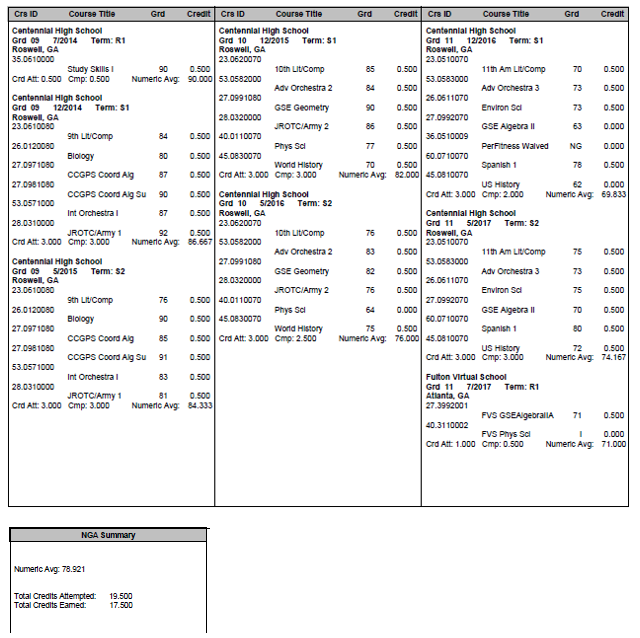 Crs ID Course Title Grd Credit
Centennial High School
Grd 09 7/2014 Term: R1
Roswell, GA
35.0610000
Study Skills I 90 0.500
Crd Att: 0.500 Cmp: 0.500 Numeric Avg: 90.000
Centennial High School
Grd 09 12/2014 Term: S1
Roswell, GA
23.0610080
9th Lit/Comp 84 0.500
26.0120080
Biology 80 0.500
27.0971080
CCGPS Coord Alg 87 0.500
27.0981080
CCGPS Coord Alg Su 90 0.500
53.0571000
Int Orchestra I 87 0.500
28.0310000
JROTC/Army 1 92 0.500
Crd Att: 3.000 Cmp: 3.000 Numeric Avg: 86.667
Centennial High School
Grd 09 5/2015 Term: S2
Roswell, GA
23.0610080
9th Lit/Comp 76 0.500
26.0120080
Biology 90 0.500
27.0971080
CCGPS Coord Alg 85 0.500
27.0981080
CCGPS Coord Alg Su 91 0.500
53.0571000
Int Orchestra I 83 0.500
28.0310000
JROTC/Army 1 81 0.500
Crd Att: 3.000 Cmp: 3.000 Numeric Avg: 84.333
Crs ID Course Title Grd Credit
Centennial High School
Grd 10 12/2015 Term: S1
Roswell, GA
23.0620070
10th Lit/Comp 85 0.500
53.0582000
Adv Orchestra 2 84 0.500
27.0991080
GSE Geometry 90 0.500
28.0320000
JROTC/Army 2 86 0.500
40.0110070
Phys Sci 77 0.500
45.0830070
World History 70 0.500
Crd Att: 3.000 Cmp: 3.000 Numeric Avg: 82.000
Centennial High School
Grd 10 5/2016 Term: S2
Roswell, GA
23.0620070
10th Lit/Comp 76 0.500
53.0582000
Adv Orchestra 2 83 0.500
27.0991080
GSE Geometry 82 0.500
28.0320000
JROTC/Army 2 76 0.500
40.0110070
Phys Sci 64 0.000
45.0830070
World History 75 0.500
Crd Att: 3.000 Cmp: 2.500 Numeric Avg: 76.000
Crs ID Course Title Grd Credit
Centennial High School
Grd 11 12/2016 Term: S1
Roswell, GA
23.0510070
11th Am Lit/Comp 70 0.500
53.0583000
Adv Orchestra 3 73 0.500
26.0611070
Environ Sci 73 0.500
27.0992070
GSE Algebra II 63 0.000
36.0510009
PerFitness Waived NG 0.000
60.0710070
Spanish 1 78 0.500
45.0810070
US History 62 0.000
Crd Att: 3.000 Cmp: 2.000 Numeric Avg: 69.833
Centennial High School
Grd 11 5/2017 Term: S2
Roswell, GA
23.0510070
11th Am Lit/Comp 75 0.500
53.0583000
Adv Orchestra 3 73 0.500
26.0611070
Environ Sci 75 0.500
27.0992070
GSE Algebra II 70 0.500
60.0710070
Spanish 1 80 0.500
45.0810070
US History 72 0.500
Crd Att: 3.000 Cmp: 3.000 Numeric Avg: 74.167
Fulton Virtual School
Grd 11 7/2017 Term: R1
Atlanta, GA
27.3992001
FVS GSEAlgebraIIA 71 0.500
40.3110002
FVS Phys Sci I 0.000
Crd Att: 1.000 Cmp: 0.500 Numeric Avg: 71.000
NGA Summary
Numeric Avg: 78.921
Total Credits Attempted: 19.500
Total Credits Earned: 17.500